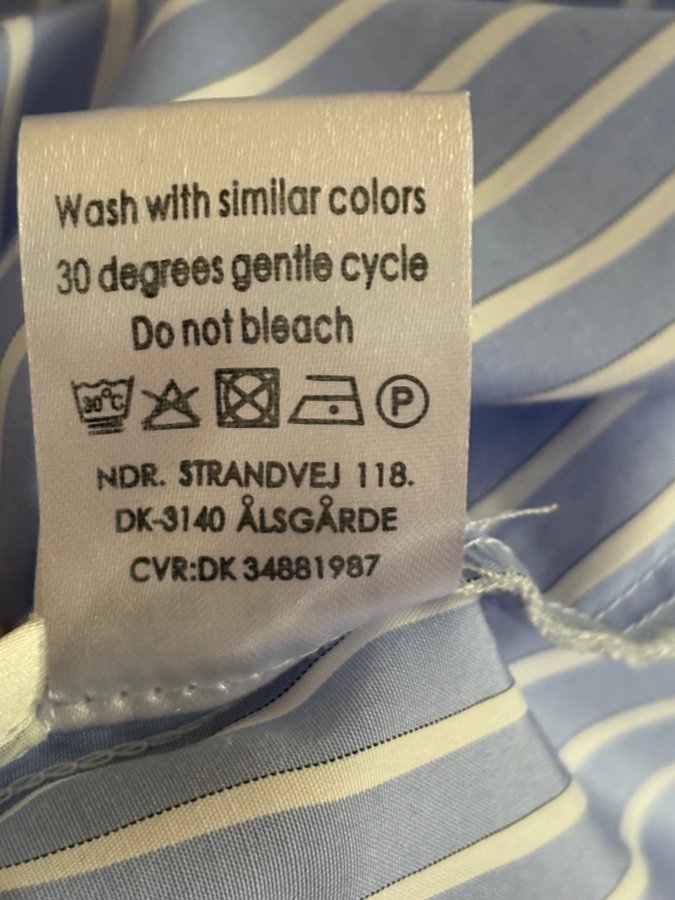 Wash with similar colors
30 degrees gentle cycle
Do not bleach
30°C P
NDR. STRANDVEJ 118.
DK-3140 ÅLSGÅRDE
CVR:DK 34881987